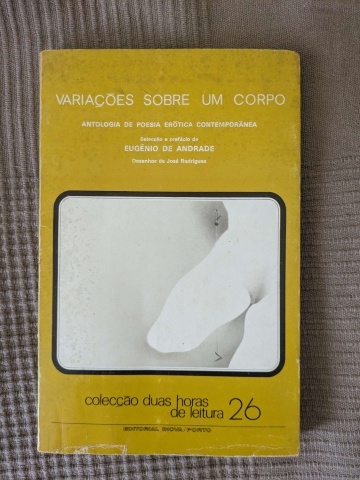 VARIAÇÕES SOBRE UM CORPO
ANTOLOGIA DE POESIA ERÓTICA CONTEMPORÂNEA
Selecção e prefácio de
EUGÉNIO DE ANDRADE
Desenhos de José Rodrigues
colecção duas horas
de leitura 26
EDITORIAL INOVA/PORTO